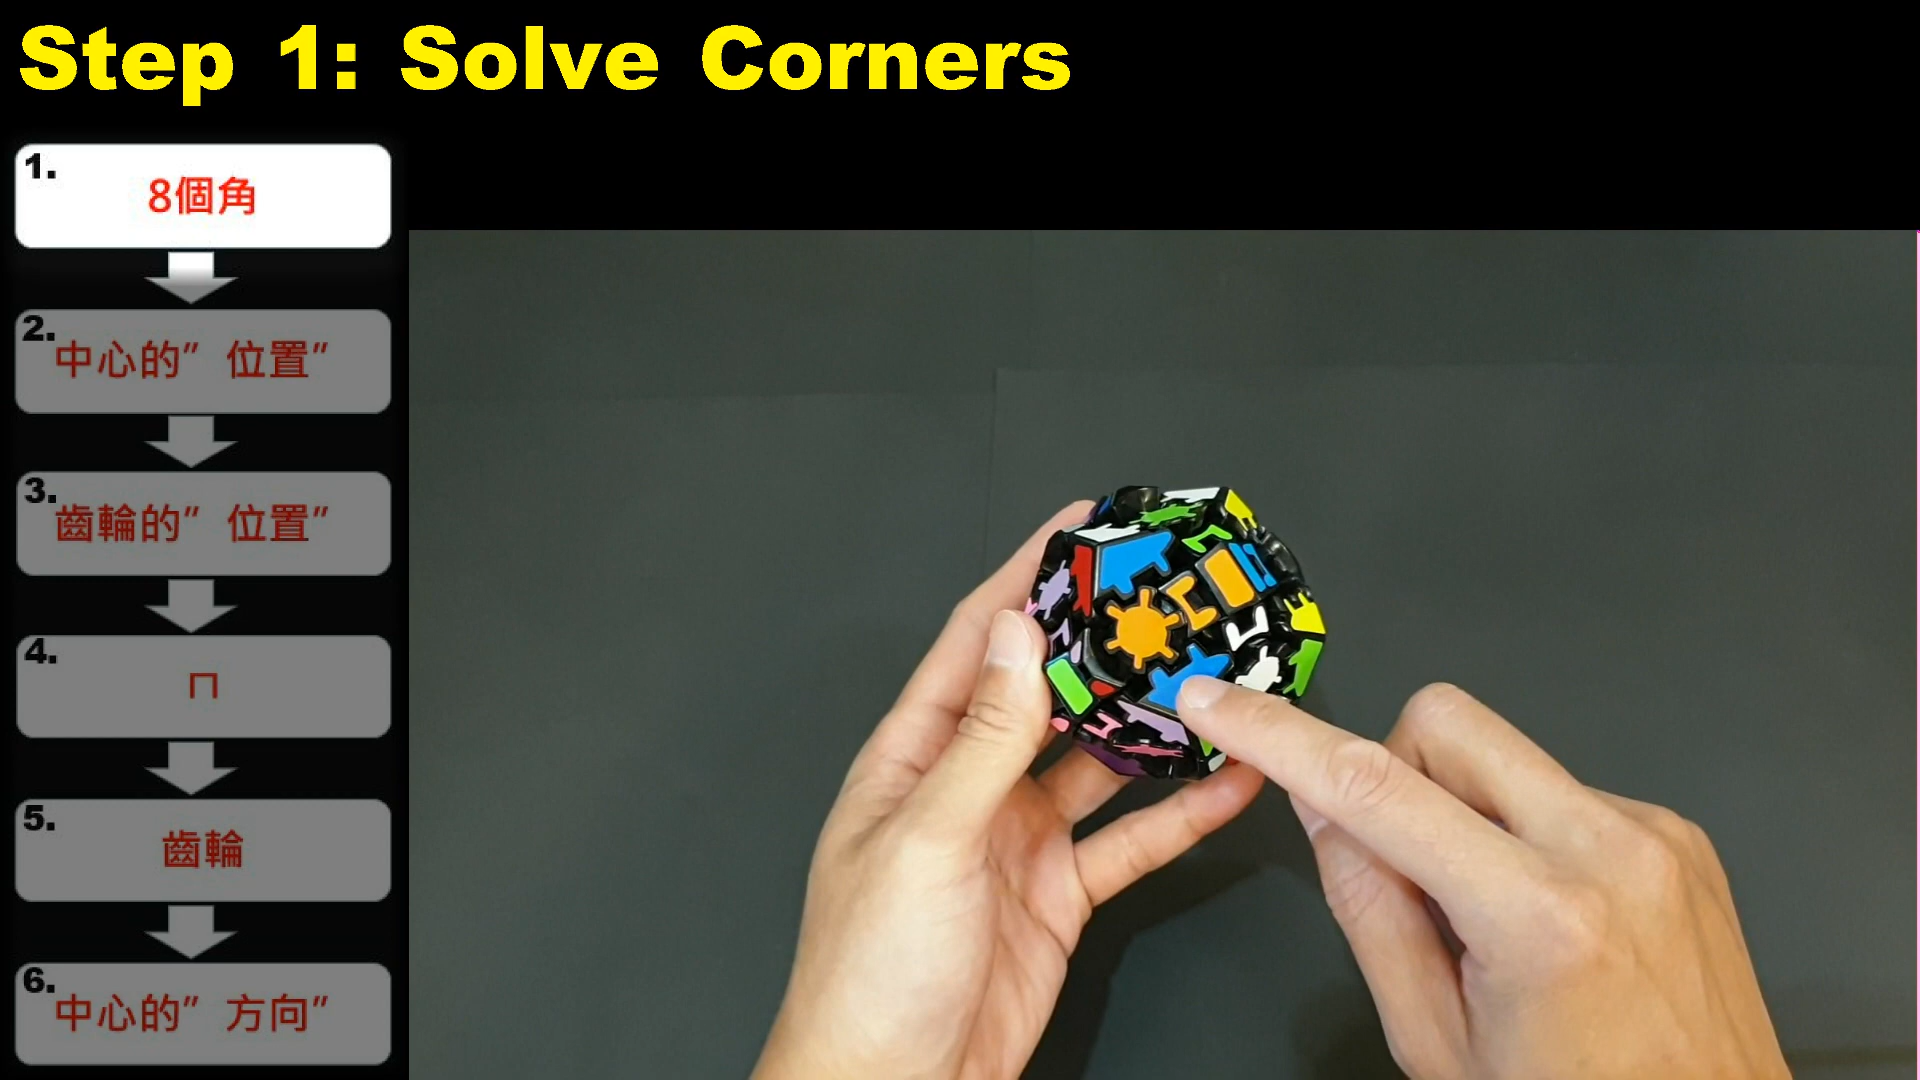 Step 1: Solve Corners
1.
8個角
2.
中心的”位置”
3.
齒輪的”位置”
4.
ㄇ
5.
齒輪
6.
中心的”方向”